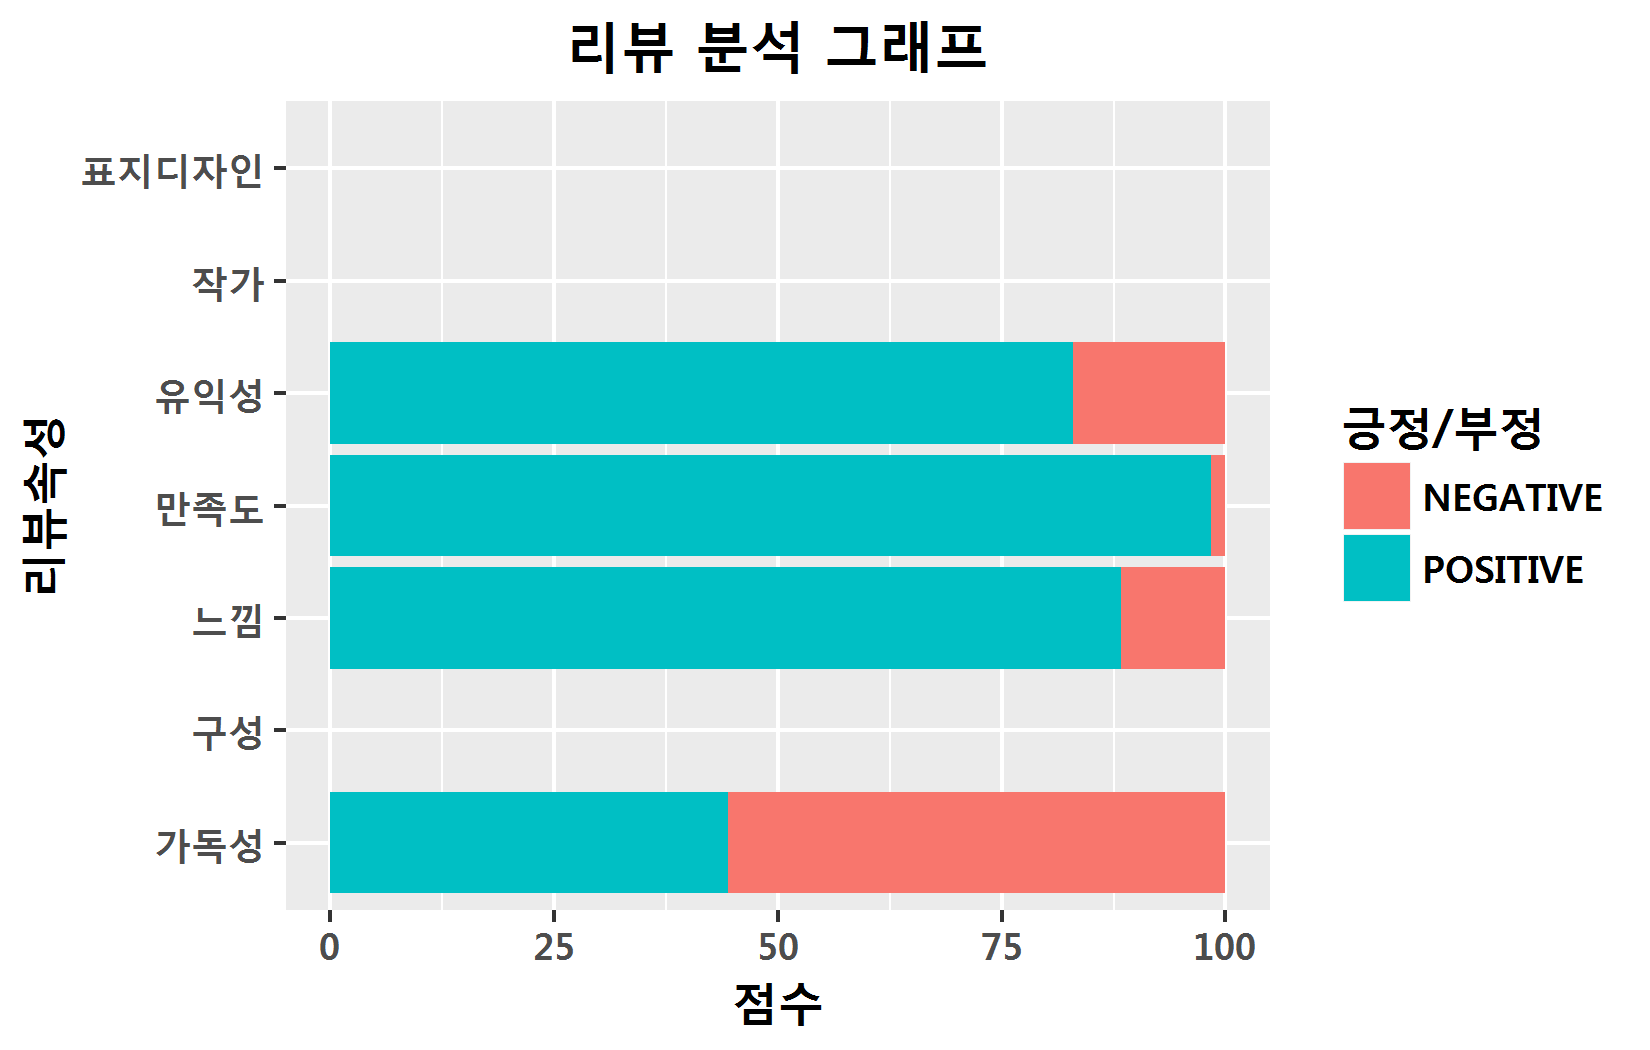 리뷰 분석 그래프
리뷰속성
표지디자인
작가
유익성
만족도
느낌
구성
가독성
0 25 50 75 100
점수
긍정/부정
NEGATIVE
POSITIVE